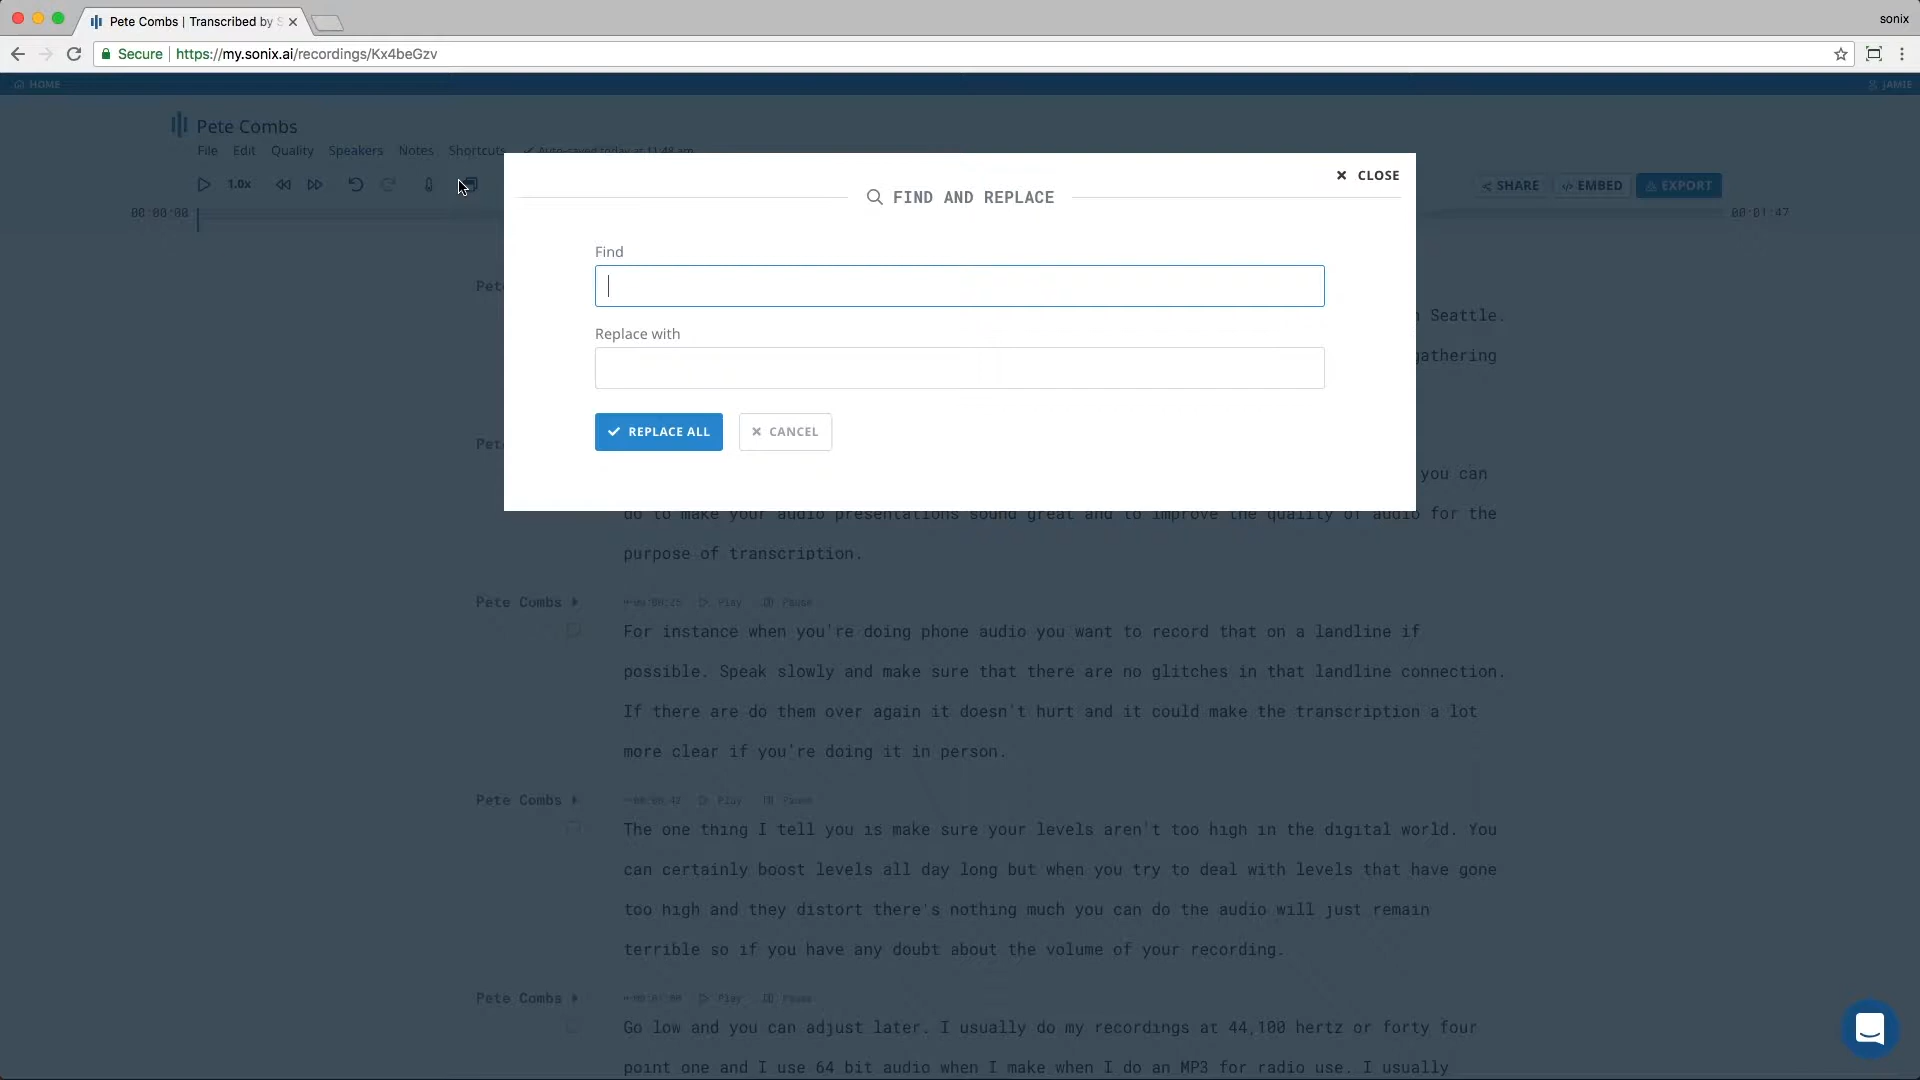 Pete Combs | Transcribed by S
sonix
Secure | https://my.sonix.ai/recordings/Kx4beGzv
HOME
JAMIE
Pete Combs
File Edit Quality Speakers Notes Shortcuts Auto-saved today at 11:48 am
CLOSE
1.0x
SHARE
EMBED
EXPORT
FIND AND REPLACE
00:00:00
00:01:47
Find
Pet
Seattle.
Replace with
gathering
REPLACE ALL
CANCEL
Pet
you can
do to make your audio presentations sound great and to improve the quality of audio for the
purpose of transcription.
Pete Combs
00:00:26 Play Pause
For instance when you're doing phone audio you want to record that on a landline if
possible. Speak slowly and make sure that there are no glitches in that landline connection.
If there are do them over again it doesn't hurt and it could make the transcription a lot
more clear if you're doing it in person.
Pete Combs
00:00:42 Play Pause
The one thing I tell you is make sure your levels aren't too high in the digital world. You
can certainly boost levels all day long but when you try to deal with levels that have gone
too high and they distort there's nothing much you can do the audio will just remain
terrible so if you have any doubt about the volume of your recording.
Pete Combs
00:01:00 Play Pause
Go low and you can adjust later. I usually do my recordings at 44,100 hertz or forty four
point one and I use 64 bit audio when I make when I do an MP3 for radio use. I usually